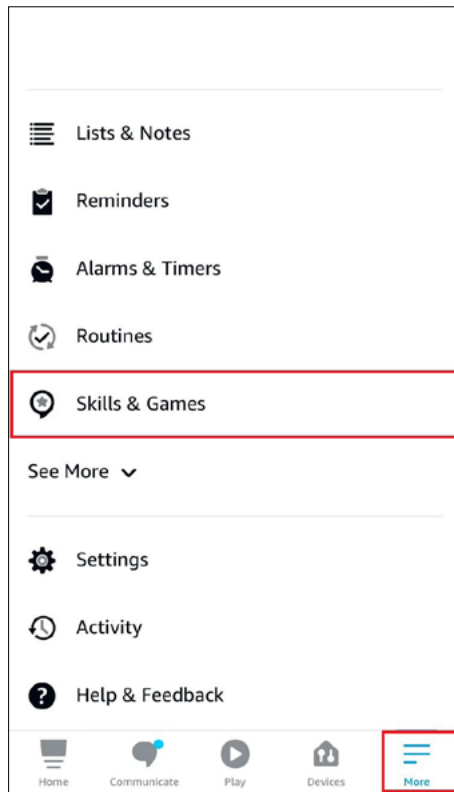 Lists & Notes
Reminders
Alarms & Timers
Routines
Skills & Games
See More
Settings
Activity
Help & Feedback
Home Communicate Play Devices More